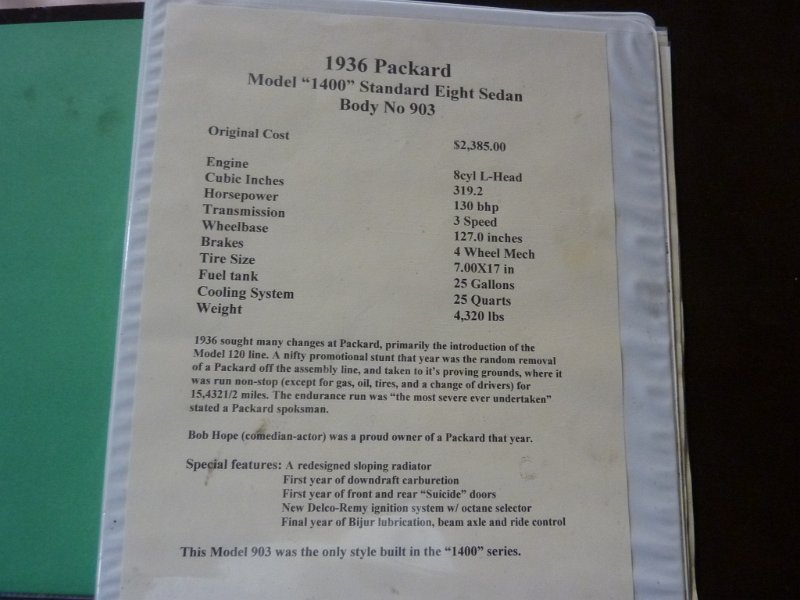 1936 Packard
Model “1400” Standard Eight Sedan
Body No 903
Original Cost $2,385.00
Engine 8cyl L-Head
Cubic Inches 319.2
Horsepower 130 bhp
Transmission 3 Speed
Wheelbase 127.0 inches
Brakes 4 Wheel Mech
Tire Size 7.00X17 in
Fuel tank 25 Gallons
Cooling System 25 Quarts
Weight 4,320 lbs
1936 sought many changes at Packard, primarily the introduction of the
Model 120 line. A nifty promotional stunt that year was the random removal
of a Packard off the assembly line, and taken to it’s proving grounds, where it
was run non-stop (except for gas, oil, tires, and a change of drivers) for
15,4321/2 miles. The endurance run was “the most severe ever undertaken”
stated a Packard spoksman.
Bob Hope (comedian-actor) was a proud owner of a Packard that year.
Special features: A redesigned sloping radiator
First year of downdraft carburetion
First year of front and rear “Suicide” doors
New Delco-Remy ignition system w/ octane selector
Final year of Bijur lubrication, beam axle and ride control
This Model 903 was the only style built in the “1400” series.